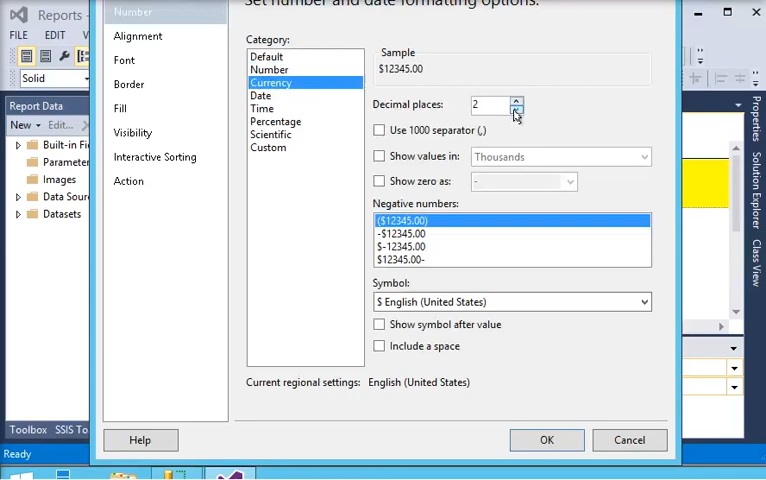 Reports -
FILE
EDIT
Solid
Report Data
New
Edit...
Built-in Fi
Parameter
Images
Data Sour
Datasets
Toolbox
SSIS To
Ready
Set number and date formatting options.
Number
Alignment
Font
Border
Fill
Visibility
Interactive Sorting
Action
Category:
Default
Number
Currency
Date
Time
Percentage
Scientific
Custom
Sample
$12345.00
Decimal places:
2
Use 1000 separator (,)
Show values in:
Thousands
Show zero as:
-
Negative numbers:
($12345.00)
-$12345.00
$-12345.00
$12345.00-
Symbol:
$ English (United States)
Show symbol after value
Include a space
Current regional settings: English (United States)
Help
OK
Cancel
Properties
Solution Explorer
Class View